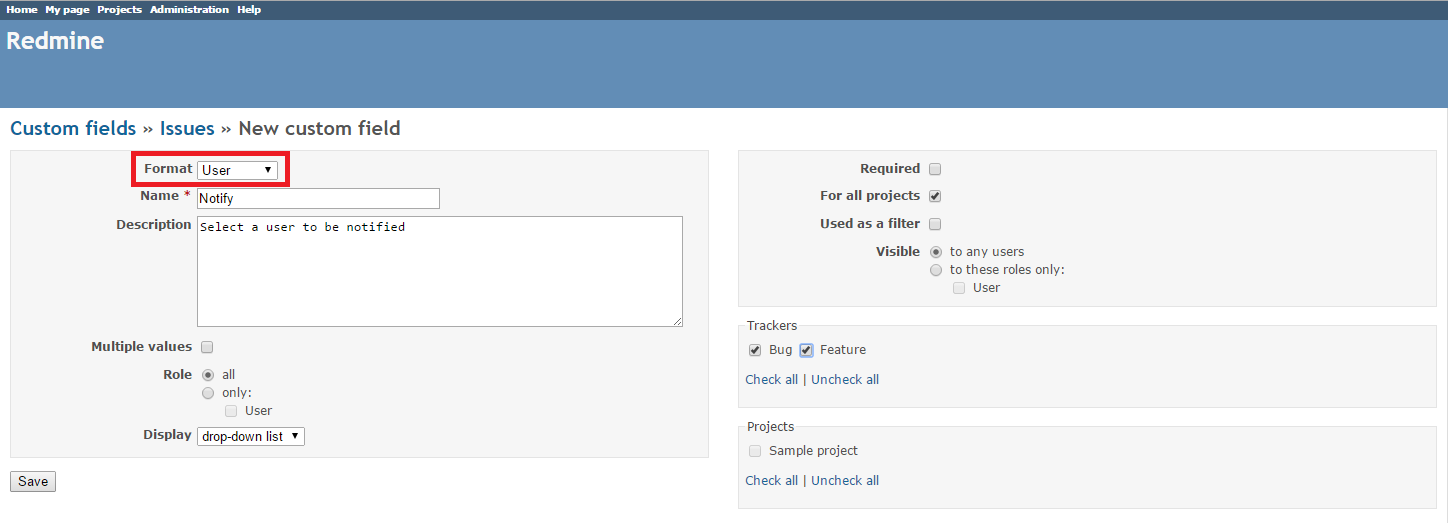 Home My page Projects Administration Help
Redmine
Custom fields » Issues » New custom field
Format User
Name * Notify
Description Select a user to be notified
Multiple values
Role all
only:
User
Display drop-down list
Save
Required
For all projects
Used as a filter
Visible to any users
to these roles only:
User
Trackers
Bug Feature
Check all | Uncheck all
Projects
Sample project
Check all | Uncheck all